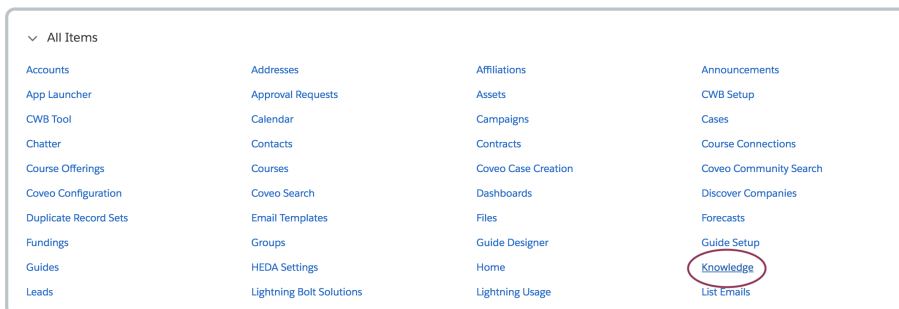 All Items
Accounts Addresses Affiliations Announcements
App Launcher Approval Requests Assets CWB Setup
CWB Tool Calendar Campaigns Cases
Chatter Contacts Contracts Course Connections
Course Offerings Courses Coveo Case Creation Coveo Community Search
Coveo Configuration Coveo Search Dashboards Discover Companies
Duplicate Record Sets Email Templates Files Forecasts
Fundings Groups Guide Designer Guide Setup
Guides HEDA Settings Home Knowledge
Leads Lightning Bolt Solutions Lightning Usage List Emails